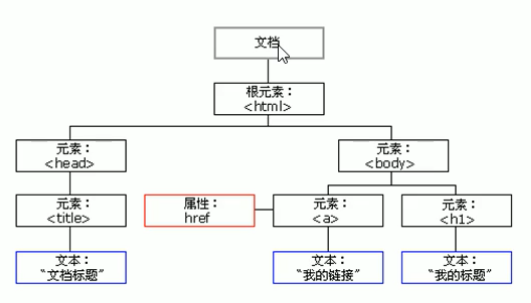 文档
根元素：
<html>
元素：
<head>
元素：
<body>
元素：
<title>
属性：
href
元素：
<a>
元素：
<h1>
文本：
“文档标题”
文本：
“我的链接”
文本：
“我的标题”